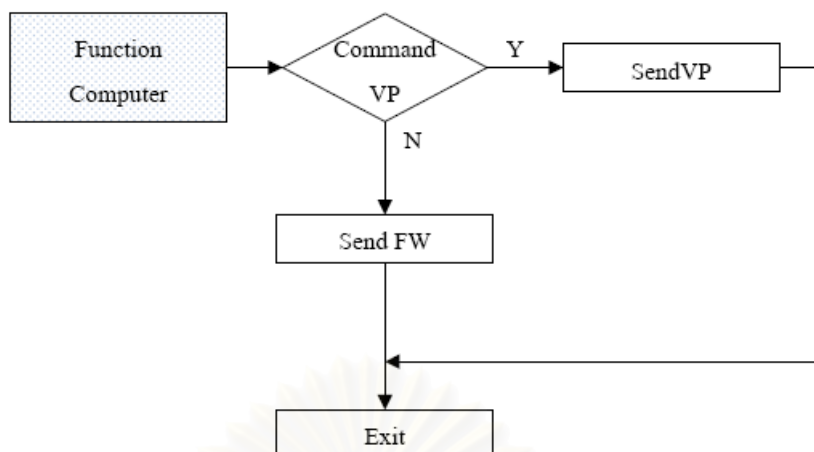 Function
Computer
Command
VP
Y
SendVP
N
Send FW
Exit